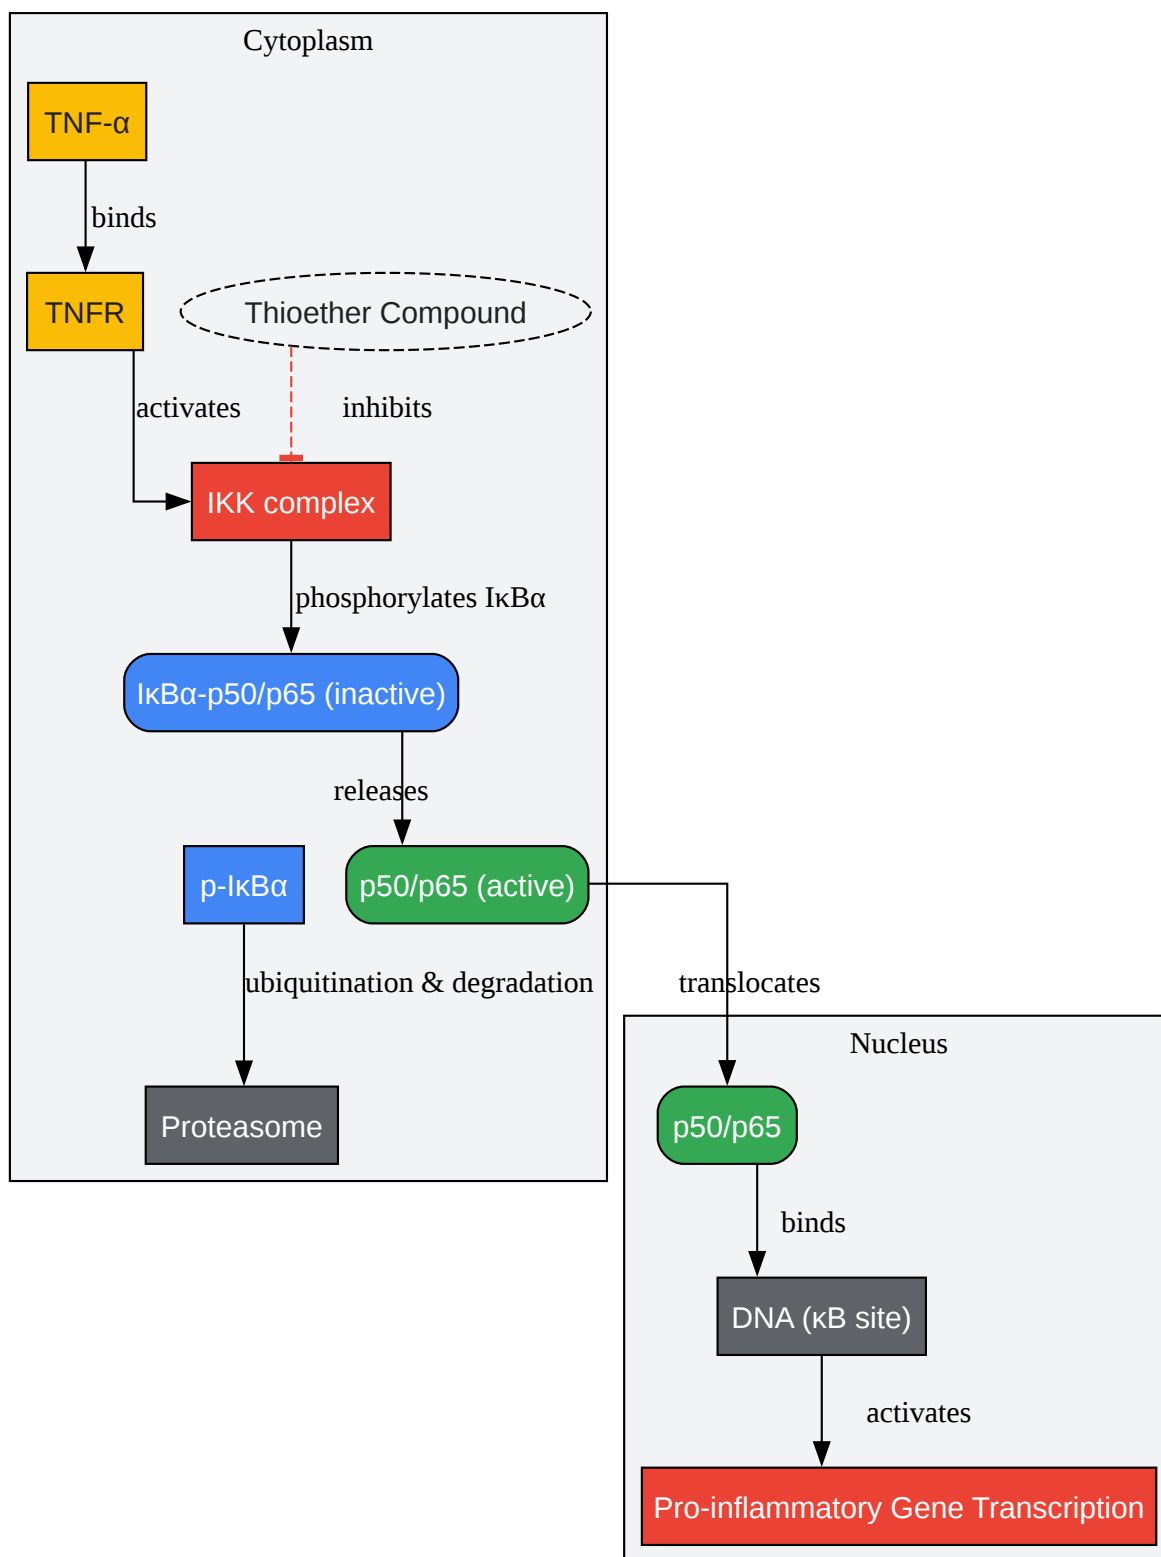 Cytoplasm
TNF-α
binds
TNFR
Thioether Compound
activates
inhibits
IKK complex
phosphorylates IκBα
IκBα-p50/p65 (inactive)
releases
p-IκBα
p50/p65 (active)
ubiquitination & degradation
translocates
Nucleus
Proteasome
p50/p65
binds
DNA (κB site)
activates
Pro-inflammatory Gene Transcription